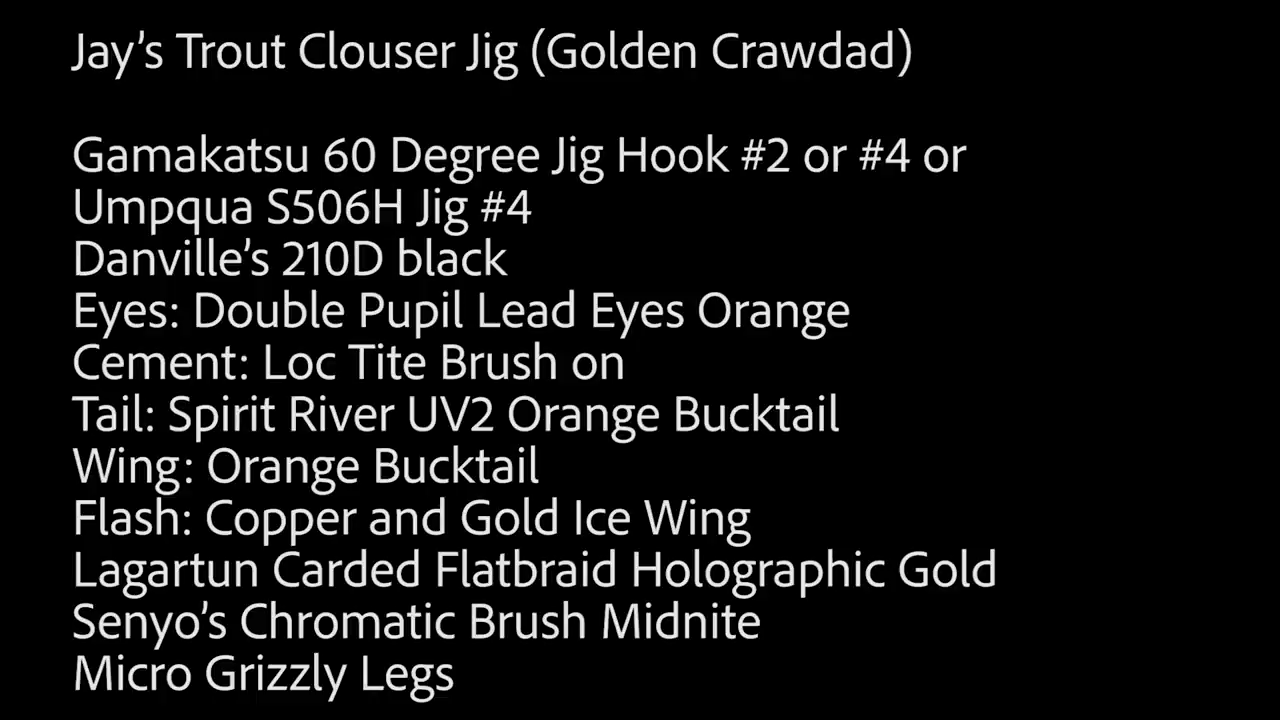 Jay’s Trout Clouser Jig (Golden Crawdad)
Gamakatsu 60 Degree Jig Hook #2 or #4 or
Umpqua S506H Jig #4
Danville’s 210D black
Eyes: Double Pupil Lead Eyes Orange
Cement: Loc Tite Brush on
Tail: Spirit River UV2 Orange Bucktail
Wing: Orange Bucktail
Flash: Copper and Gold Ice Wing
Lagartun Carded Flatbraid Holographic Gold
Senyo’s Chromatic Brush Midnite
Micro Grizzly Legs